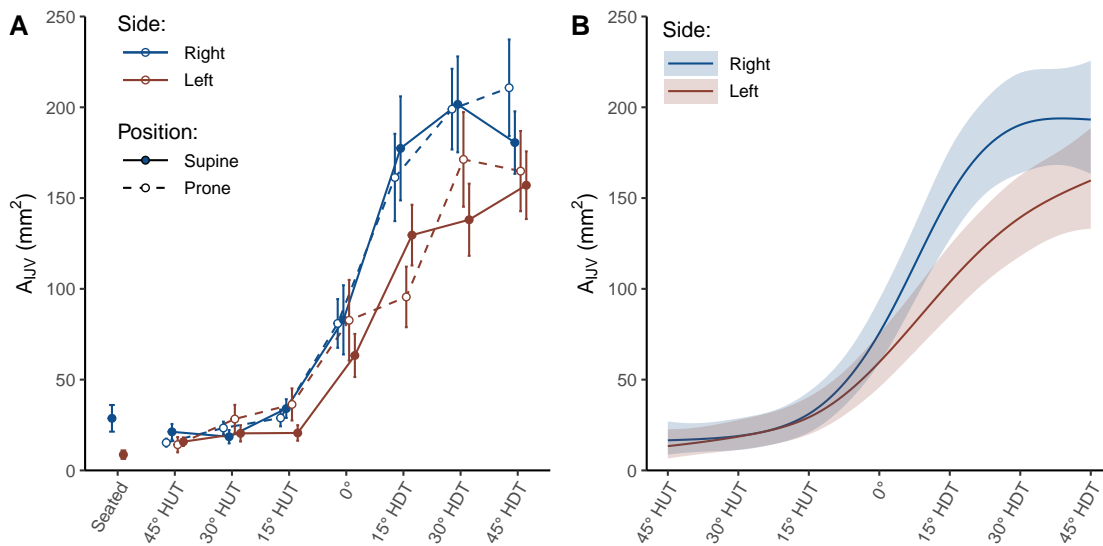 A
A_IJV (mm²)
250
200
150
100
50
0
Side:
Right
Left
Position:
Supine
Prone
Seated
45° HUT
30° HUT
15° HUT
0°
15° HDT
30° HDT
45° HDT
B
A_IJV (mm²)
250
200
150
100
50
0
Side:
Right
Left
45° HUT
30° HUT
15° HUT
0°
15° HDT
30° HDT
45° HDT